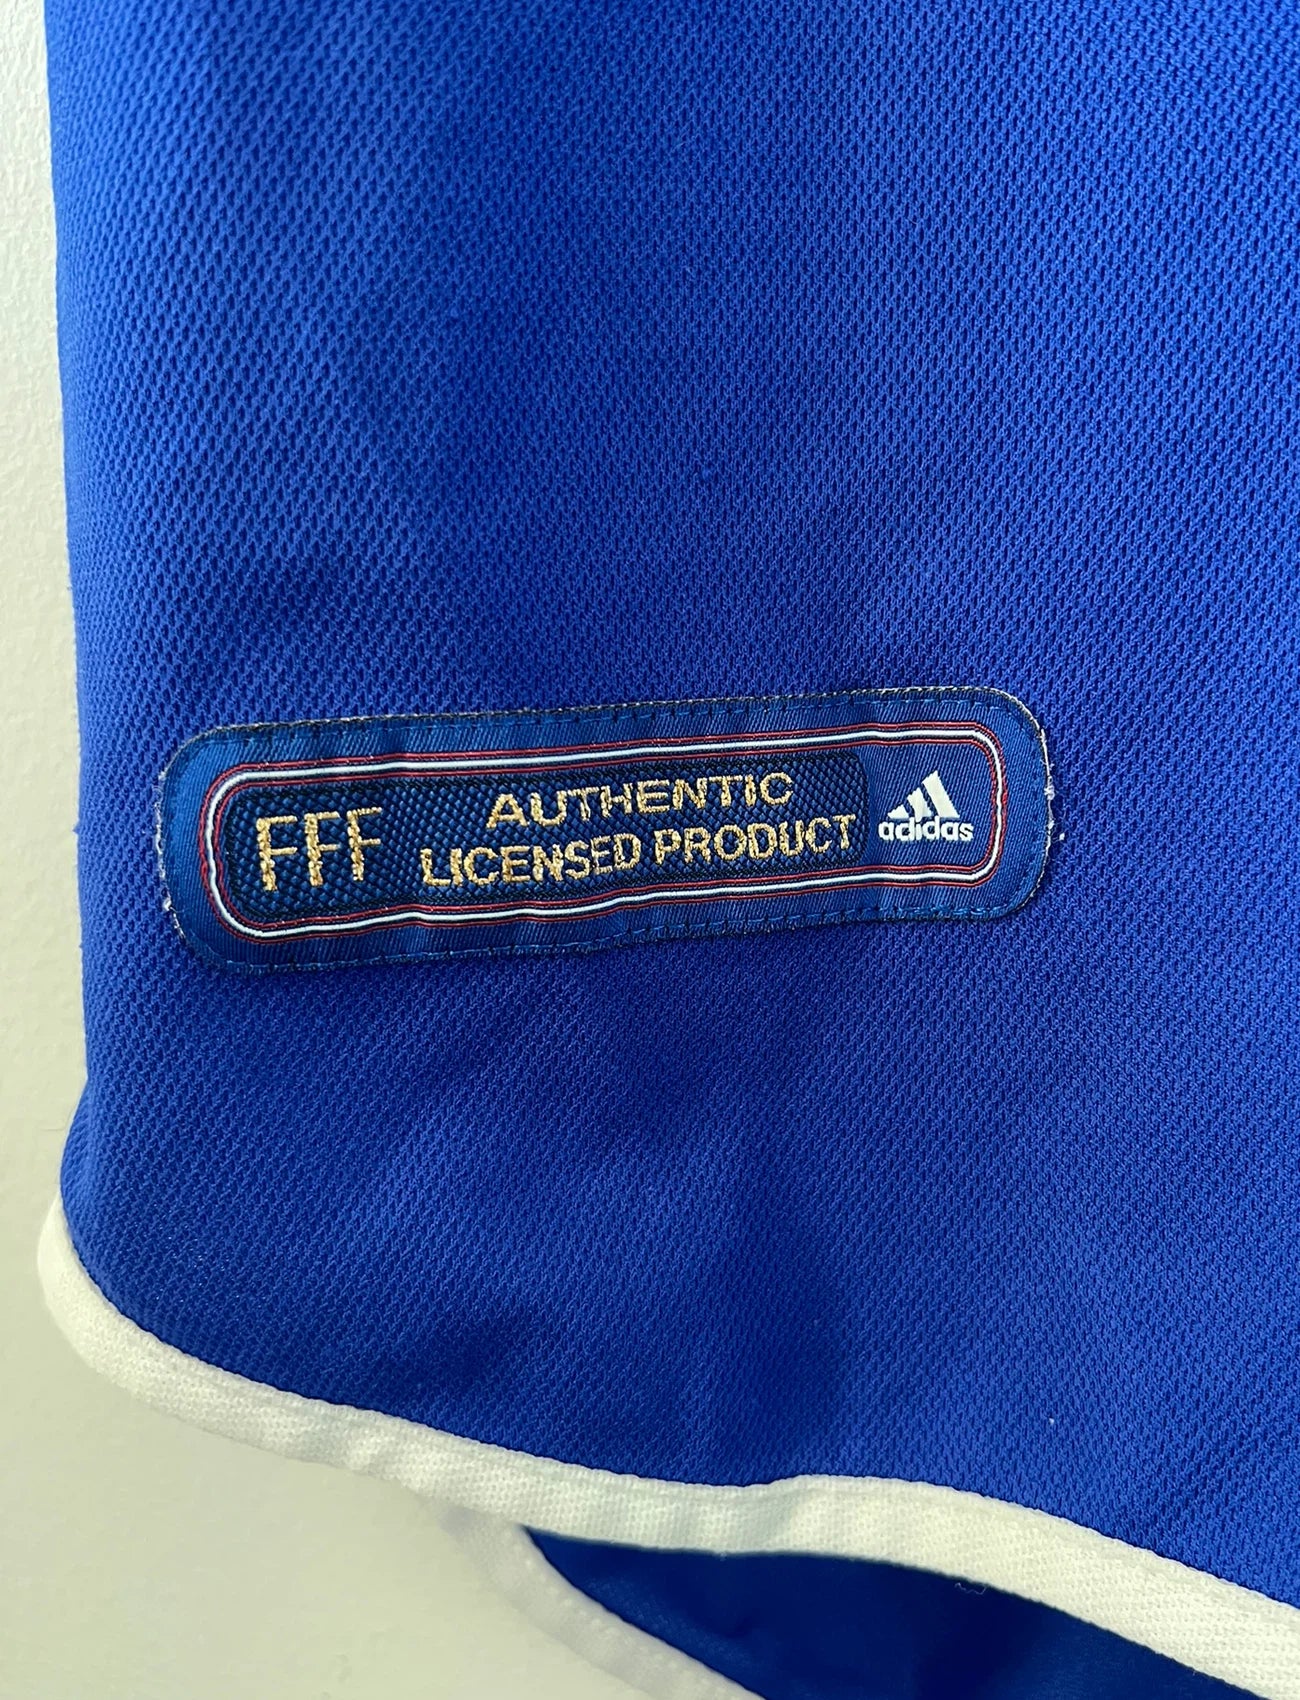 FFF
AUTHENTIC
LICENSED PRODUCT
adidas